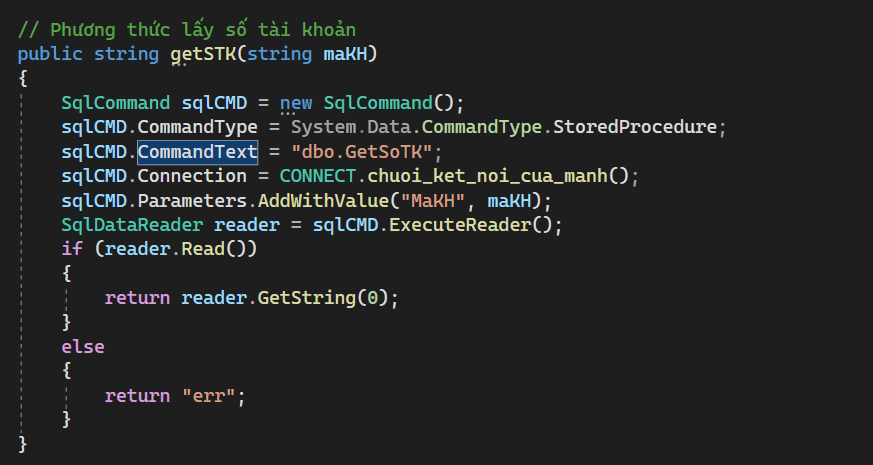 // Phương thức lấy số tài khoản
public string getSTK(string maKH)
{
SqlCommand sqlCMD = new SqlCommand();
sqlCMD.CommandType = System.Data.CommandType.StoredProcedure;
sqlCMD.CommandText = "dbo.GetSoTK";
sqlCMD.Connection = CONNECT.chuoi_ket_noi_cua_manh();
sqlCMD.Parameters.AddWithValue("MaKH", maKH);
SqlDataReader reader = sqlCMD.ExecuteReader();
if (reader.Read())
{
return reader.GetString(0);
}
else
{
return "err";
}
}